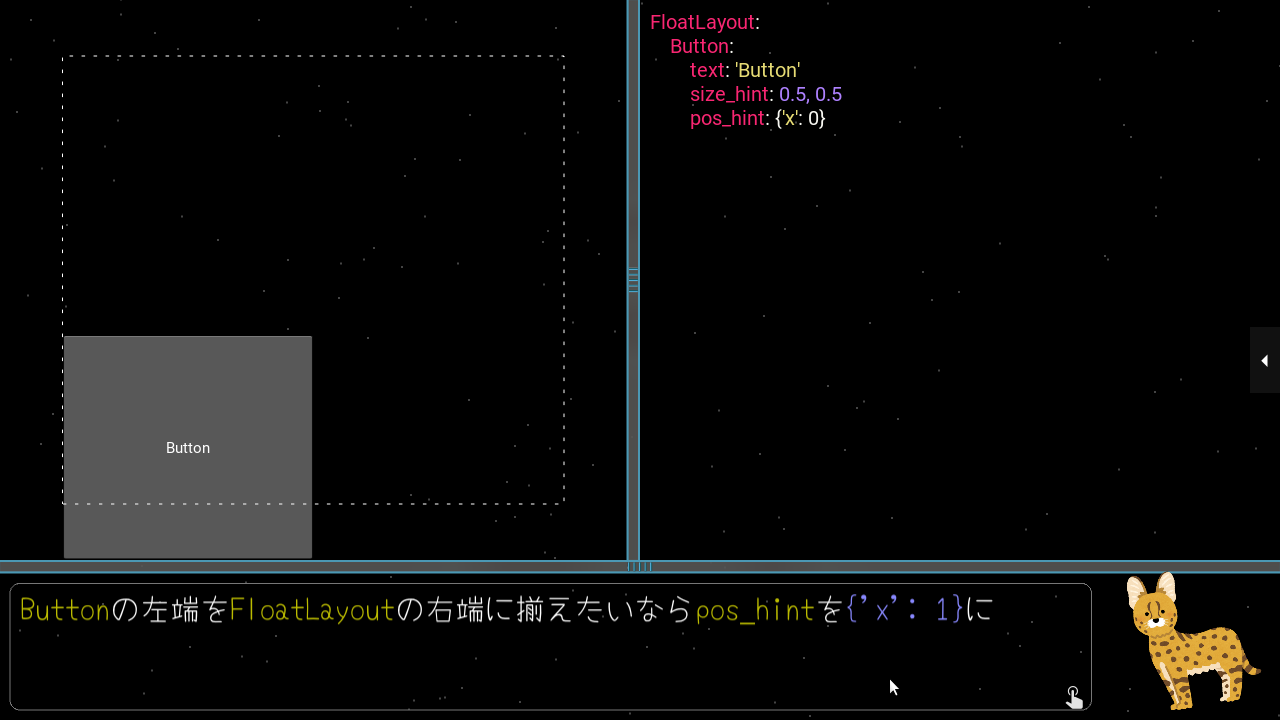 FloatLayout:
Button:
text: 'Button'
size_hint: 0.5, 0.5
pos_hint: {'x': 0}
Button
Buttonの左端をFloatLayoutの右端に揃えたいならpos_hintを{'x': 1}に